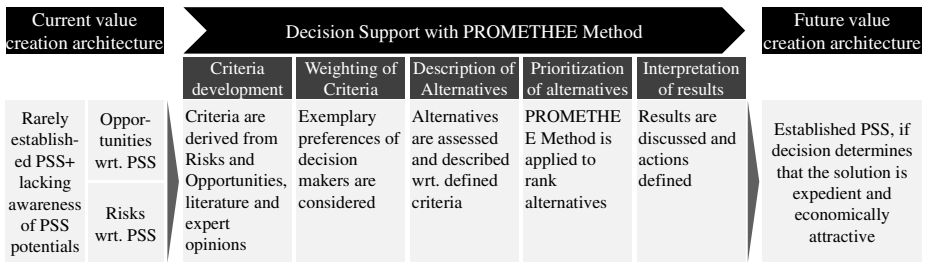 Current value
creation architecture
Decision Support with PROMETHEE Method
Future value
creation architecture
Criteria
development
Weighting of
Criteria
Description of
Alternatives
Prioritization
of alternatives
Interpretation
of results
Rarely
establish-
ed PSS+
lacking
awareness
of PSS
potentials
Oppor-
tunities
wrt. PSS
Risks
wrt. PSS
Criteria are
derived from
Risks and
Opportunities,
literature and
expert
opinions
Exemplary
preferences of
decision
makers are
considered
Alternatives
are assessed
and described
wrt. defined
criteria
PROMETHE
E Method is
applied to
rank
alternatives
Results are
discussed and
actions
defined
Established PSS, if
decision determines
that the solution is
expedient and
economically
attractive